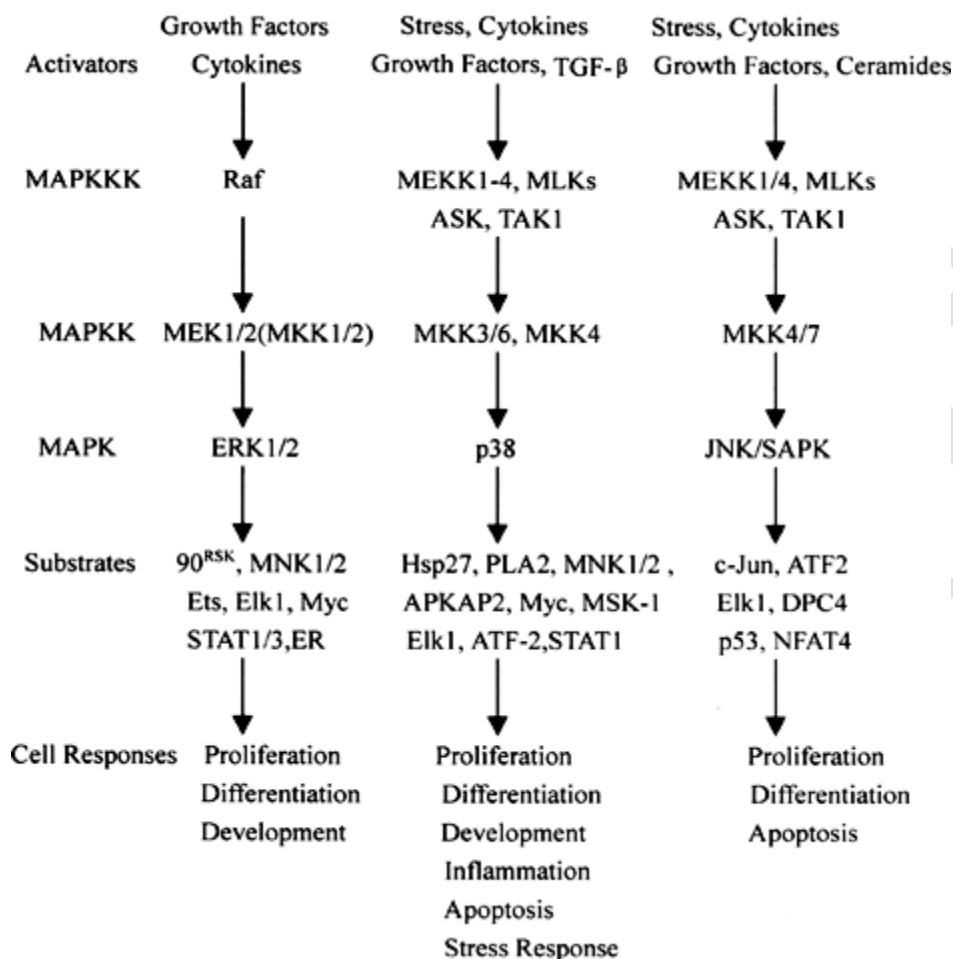 Growth Factors Stress, Cytokines Stress, Cytokines
Activators Cytokines Growth Factors, TGF-β Growth Factors, Ceramides
MAPKKK Raf MEKK1-4, MLKs MEKK1/4, MLKs
ASK, TAK1 ASK, TAK1
MAPKK MEK1/2(MKK1/2) MKK3/6, MKK4 MKK4/7
MAPK ERK1/2 p38 JNK/SAPK
Substrates 90RSK, MNK1/2 Hsp27, PLA2, MNK1/2 , c-Jun, ATF2
Ets, Elk1, Myc APKAP2, Myc, MSK-1 Elk1, DPC4
STAT1/3,ER Elk1, ATF-2,STAT1 p53, NFAT4
Cell Responses Proliferation Proliferation Proliferation
Differentiation Differentiation Differentiation
Development Development Apoptosis
Inflammation
Apoptosis
Stress Response